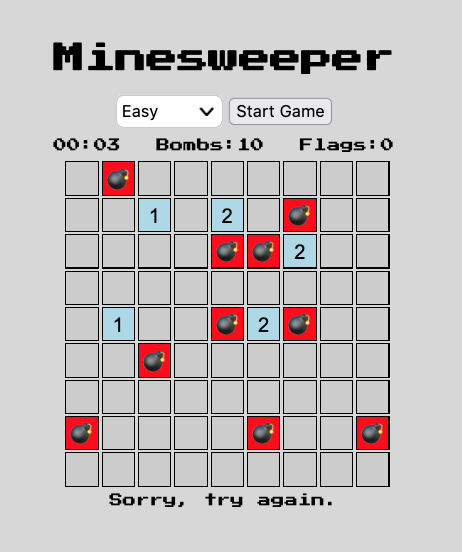 Minesweeper
Easy Start Game
00:03 Bombs:10 Flags:0
1 2
2
1 2
Sorry, try again.